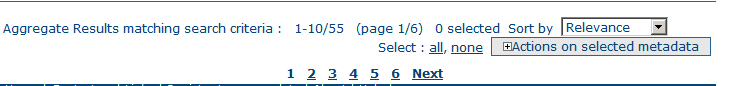 Aggregate Results matching search criteria : 1-10/55 (page 1/6) 0 selected Sort by Relevance
Select : all, none Actions on selected metadata
1 2 3 4 5 6 Next